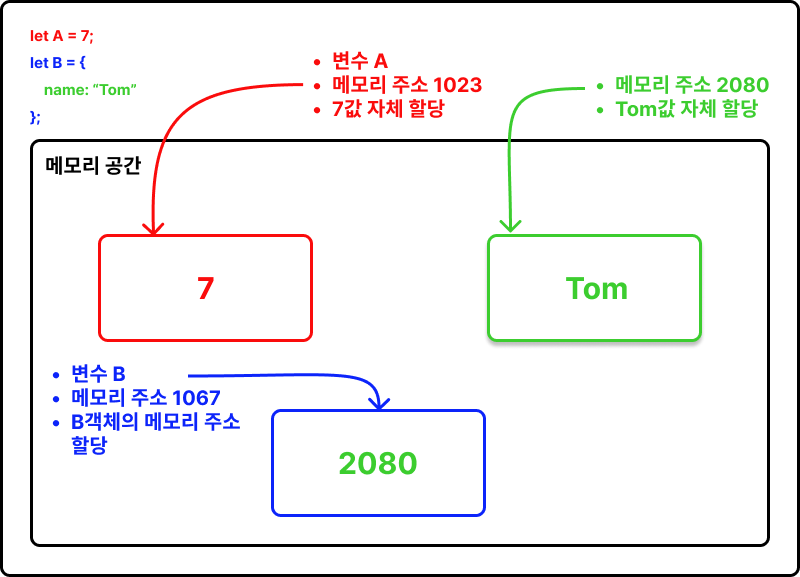 let A = 7;
let B = {
name: “Tom”
};
• 변수 A
• 메모리 주소 1023
• 7값 자체 할당
• 메모리 주소 2080
• Tom값 자체 할당
메모리 공간
7
Tom
• 변수 B
• 메모리 주소 1067
• B객체의 메모리 주소
할당
2080